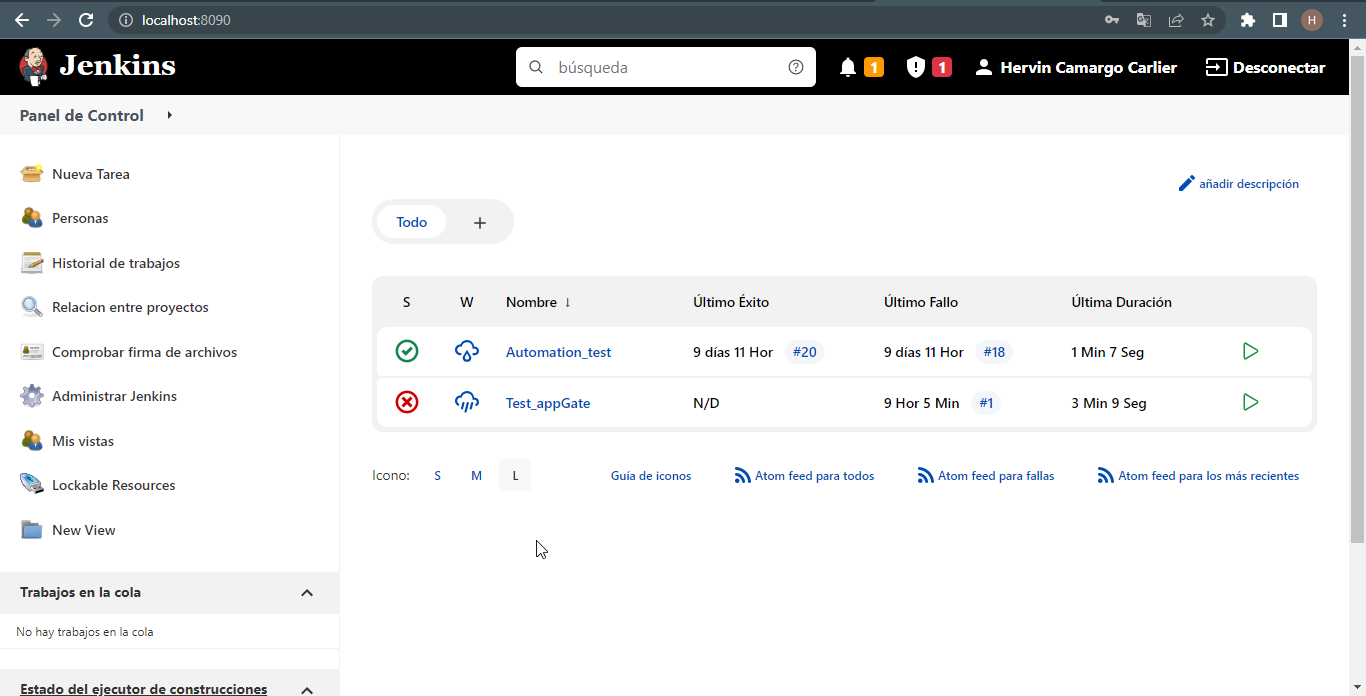 localhost:8090
H
Jenkins
búsqueda
1
1
Hervin Camargo Carlier
Desconectar
Panel de Control
Nueva Tarea
Personas
Historial de trabajos
Relacion entre proyectos
Comprobar firma de archivos
Administrar Jenkins
Mis vistas
Lockable Resources
New View
Trabajos en la cola
No hay trabajos en la cola
Estado del ejecutor de construcciones
añadir descripción
Todo +
S W Nombre ↓ Último Éxito Último Fallo Última Duración
Automation_test 9 días 11 Hor #20 9 días 11 Hor #18 1 Min 7 Seg
Test_appGate N/D 9 Hor 5 Min #1 3 Min 9 Seg
Icono: S M L Guía de iconos Atom feed para todos Atom feed para fallas Atom feed para los más recientes